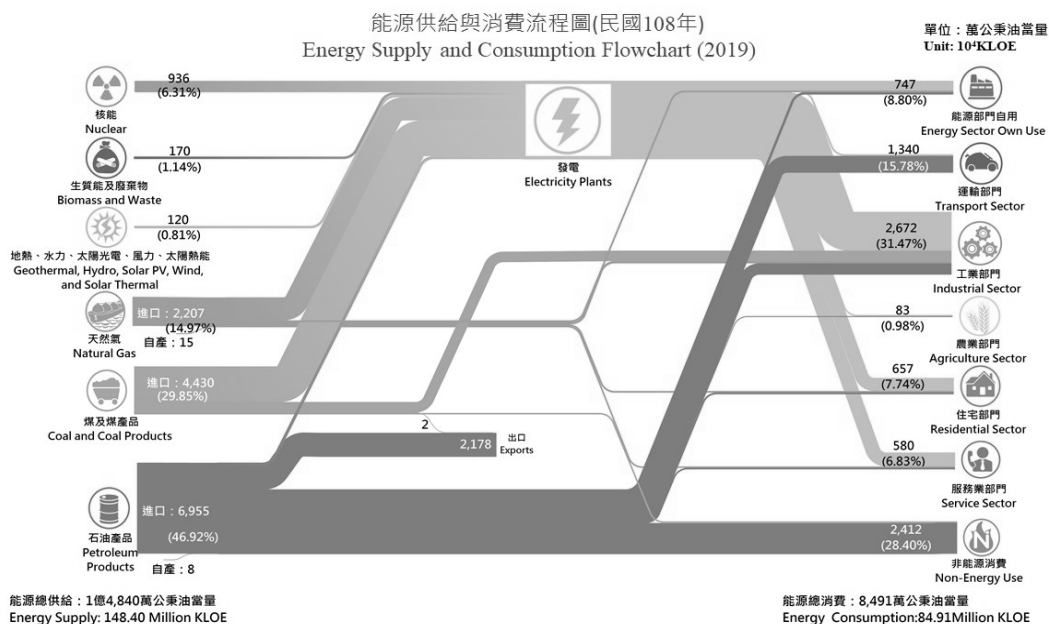 能源供給與消費流程圖(民國108年)
Energy Supply and Consumption Flowchart (2019)
單位：萬公秉油當量
Unit: 10⁴KLOE
936
(6.31%)
核能
Nuclear
170
(1.14%)
生質能及廢棄物
Biomass and Waste
120
(0.81%)
地熱、水力、太陽光電、風力、太陽熱能
Geothermal, Hydro, Solar PV, Wind,
and Solar Thermal
進口：2,207
(14.97%)
自產：15
天然氣
Natural Gas
進口：4,430
(29.85%)
煤及煤產品
Coal and Coal Products
進口：6,955
(46.92%)
自產：8
石油產品
Petroleum
Products
發電
Electricity Plants
2
2,178
出口
Exports
747
(8.80%)
能源部門自用
Energy Sector Own Use
1,340
(15.78%)
運輸部門
Transport Sector
2,672
(31.47%)
工業部門
Industrial Sector
83
(0.98%)
農業部門
Agriculture Sector
657
(7.74%)
住宅部門
Residential Sector
580
(6.83%)
服務業部門
Service Sector
2,412
(28.40%)
N
非能源消費
Non-Energy Use
能源總供給：1億4,840萬公秉油當量
Energy Supply: 148.40 Million KLOE
能源總消費：8,491萬公秉油當量
Energy Consumption:84.91Million KLOE